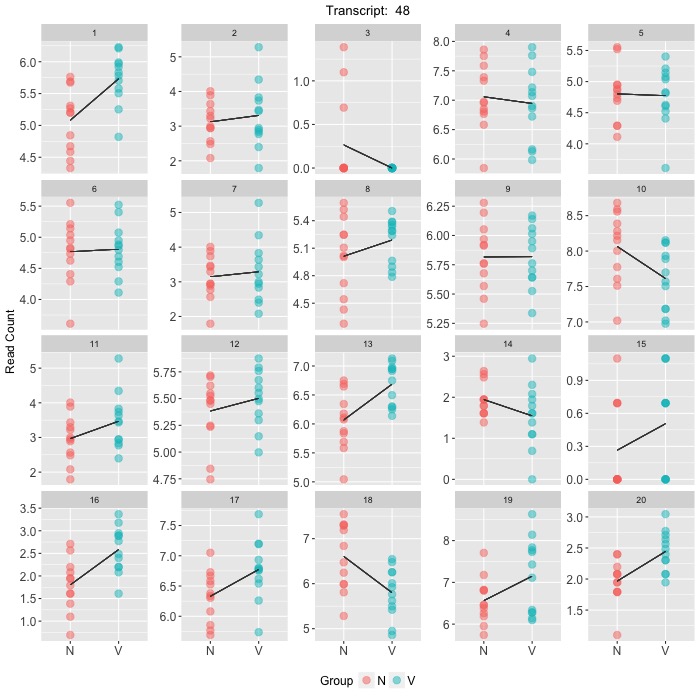 Transcript: 48
1 2 3 4 5
6.0 5.5 5.0 4.5
5 4 3 2
1.0 0.5 0.0
8.0 7.5 7.0 6.5 6.0
5.5 5.0 4.5 4.0
6 7 8 9 10
5.5 5.0 4.5 4.0
5 4 3 2
5.4 5.1 4.8 4.5
6.25 6.00 5.75 5.50 5.25
8.5 8.0 7.5 7.0
Read Count
11 12 13 14 15
5 4 3 2
5.75 5.50 5.25 5.00 4.75
7.0 6.5 6.0 5.5 5.0
3 2 1 0
0.9 0.6 0.3 0.0
16 17 18 19 20
3.5 3.0 2.5 2.0 1.5 1.0
7.5 7.0 6.5 6.0
7 6 5
8 7 6
3.0 2.5 2.0 1.5
N V N V N V N V N V
Group N V